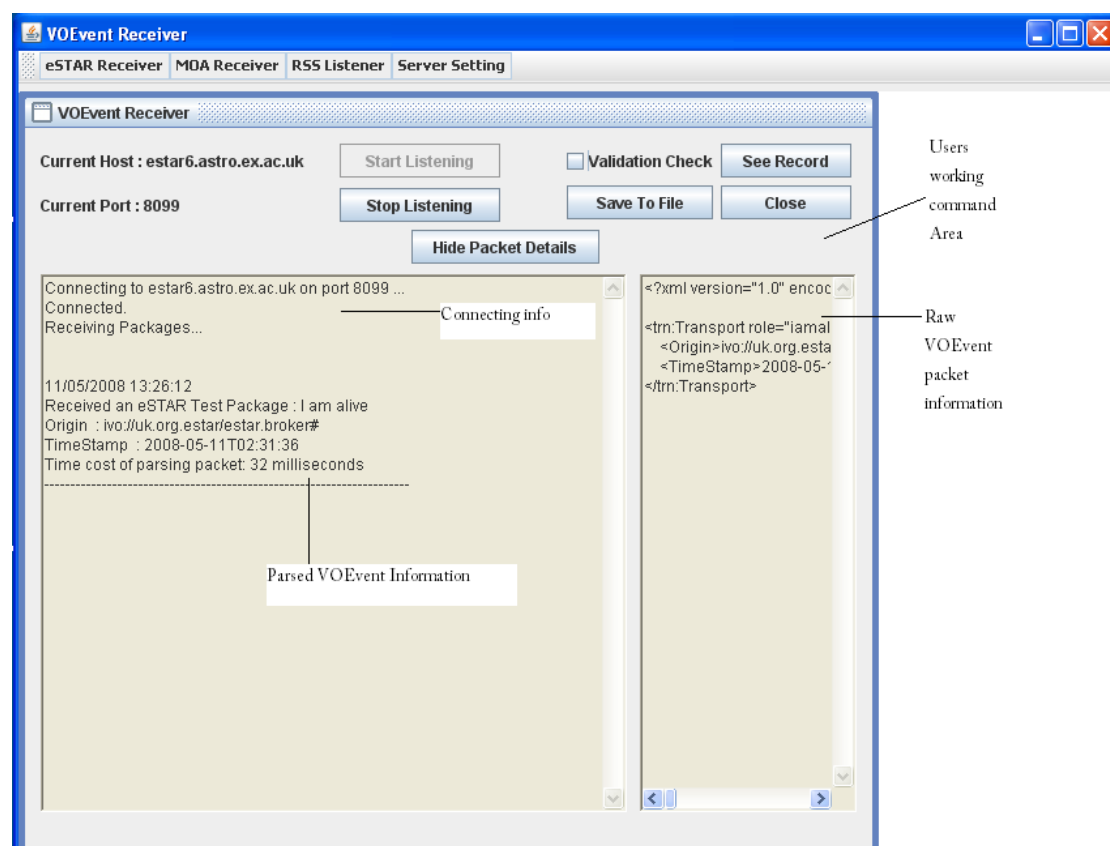 VOEvent Receiver
eSTAR Receiver MOA Receiver RSS Listener Server Setting
VOEvent Receiver
Current Host : estar6.astro.ex.ac.uk Start Listening Validation Check See Record
Current Port : 8099 Stop Listening Save To File Close
Hide Packet Details
Users
working
command
Area
Connecting to estar6.astro.ex.ac.uk on port 8099 ...
Connected.
Receiving Packages...
Connecting info
11/05/2008 13:26:12
Received an eSTAR Test Package : I am alive
Origin : ivo://uk.org.estar/estar.broker#
TimeStamp : 2008-05-11T02:31:36
Time cost of parsing packet: 32 milliseconds
----------------------------------------------------------------------
Parsed VOEvent Information
<?xml version="1.0" encoc
<trn:Transport role="iamal
<Origin>ivo://uk.org.esta
<TimeStamp>2008-05-
</trn:Transport>
Raw
VOEvent
packet
information